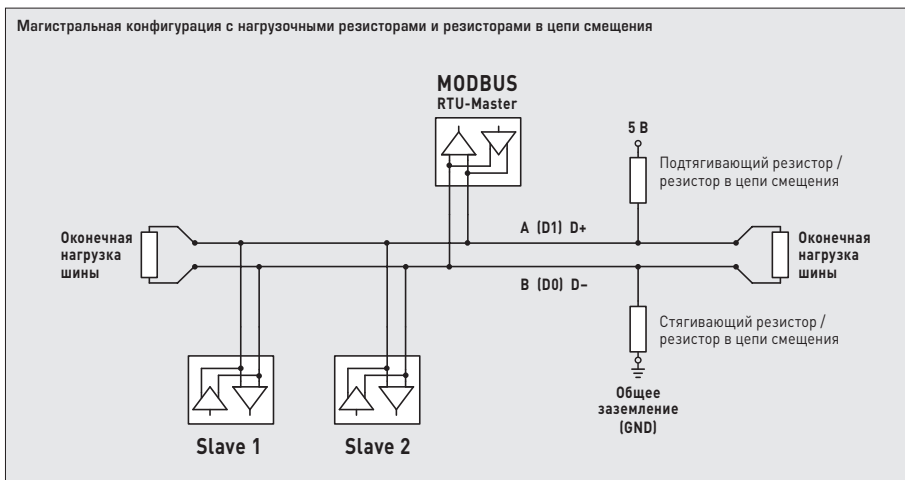 Магистральная конфигурация с нагрузочными резисторами и резисторами в цепи смещения
MODBUS
RTU-Master
5 В
Подтягивающий резистор /
резистор в цепи смещения
A (D1) D+
Оконечная
нагрузка
шины
Оконечная
нагрузка
шины
B (D0) D–
Стягивающий резистор /
резистор в цепи смещения
Общее
заземление
(GND)
Slave 1
Slave 2